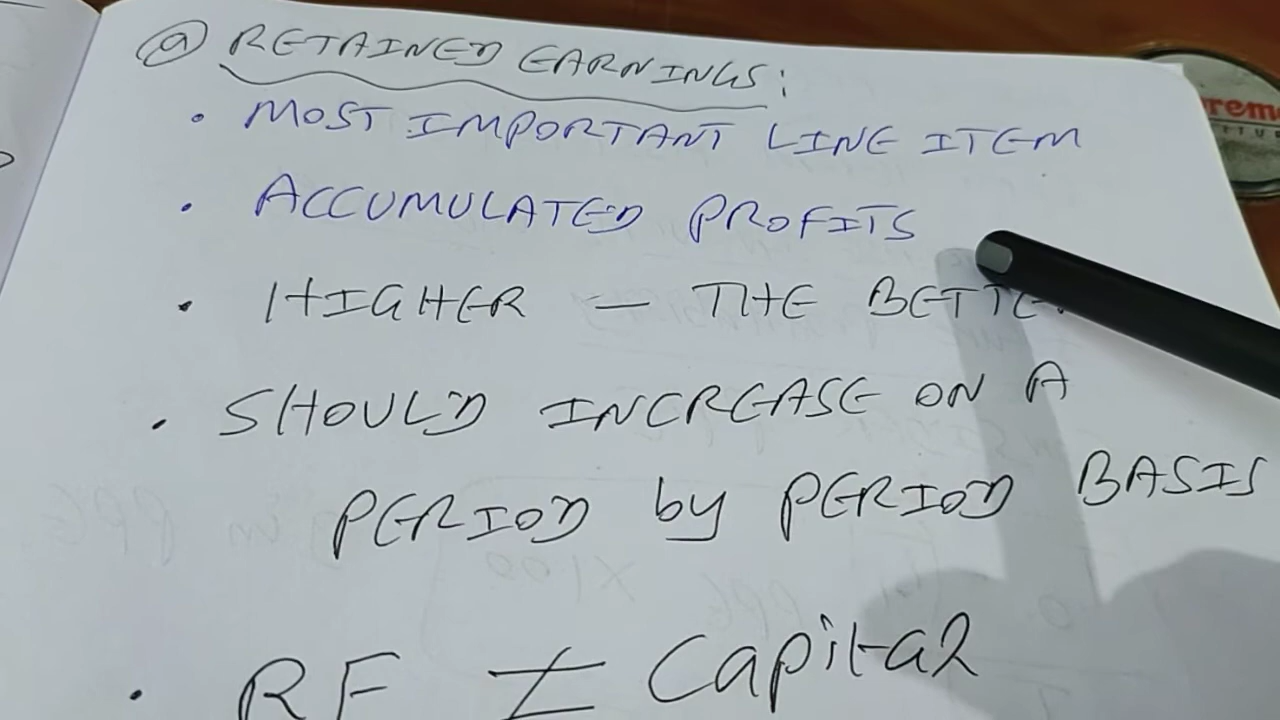 a) RETAINED EARNINGS:
• MOST IMPORTANT LINE ITEM
• ACCUMULATED PROFITS
• HIGHER — THE BETTE
• SHOULD INCREASE ON A
PERIOD by PERIOD BASIS
• RE ≠ Capital